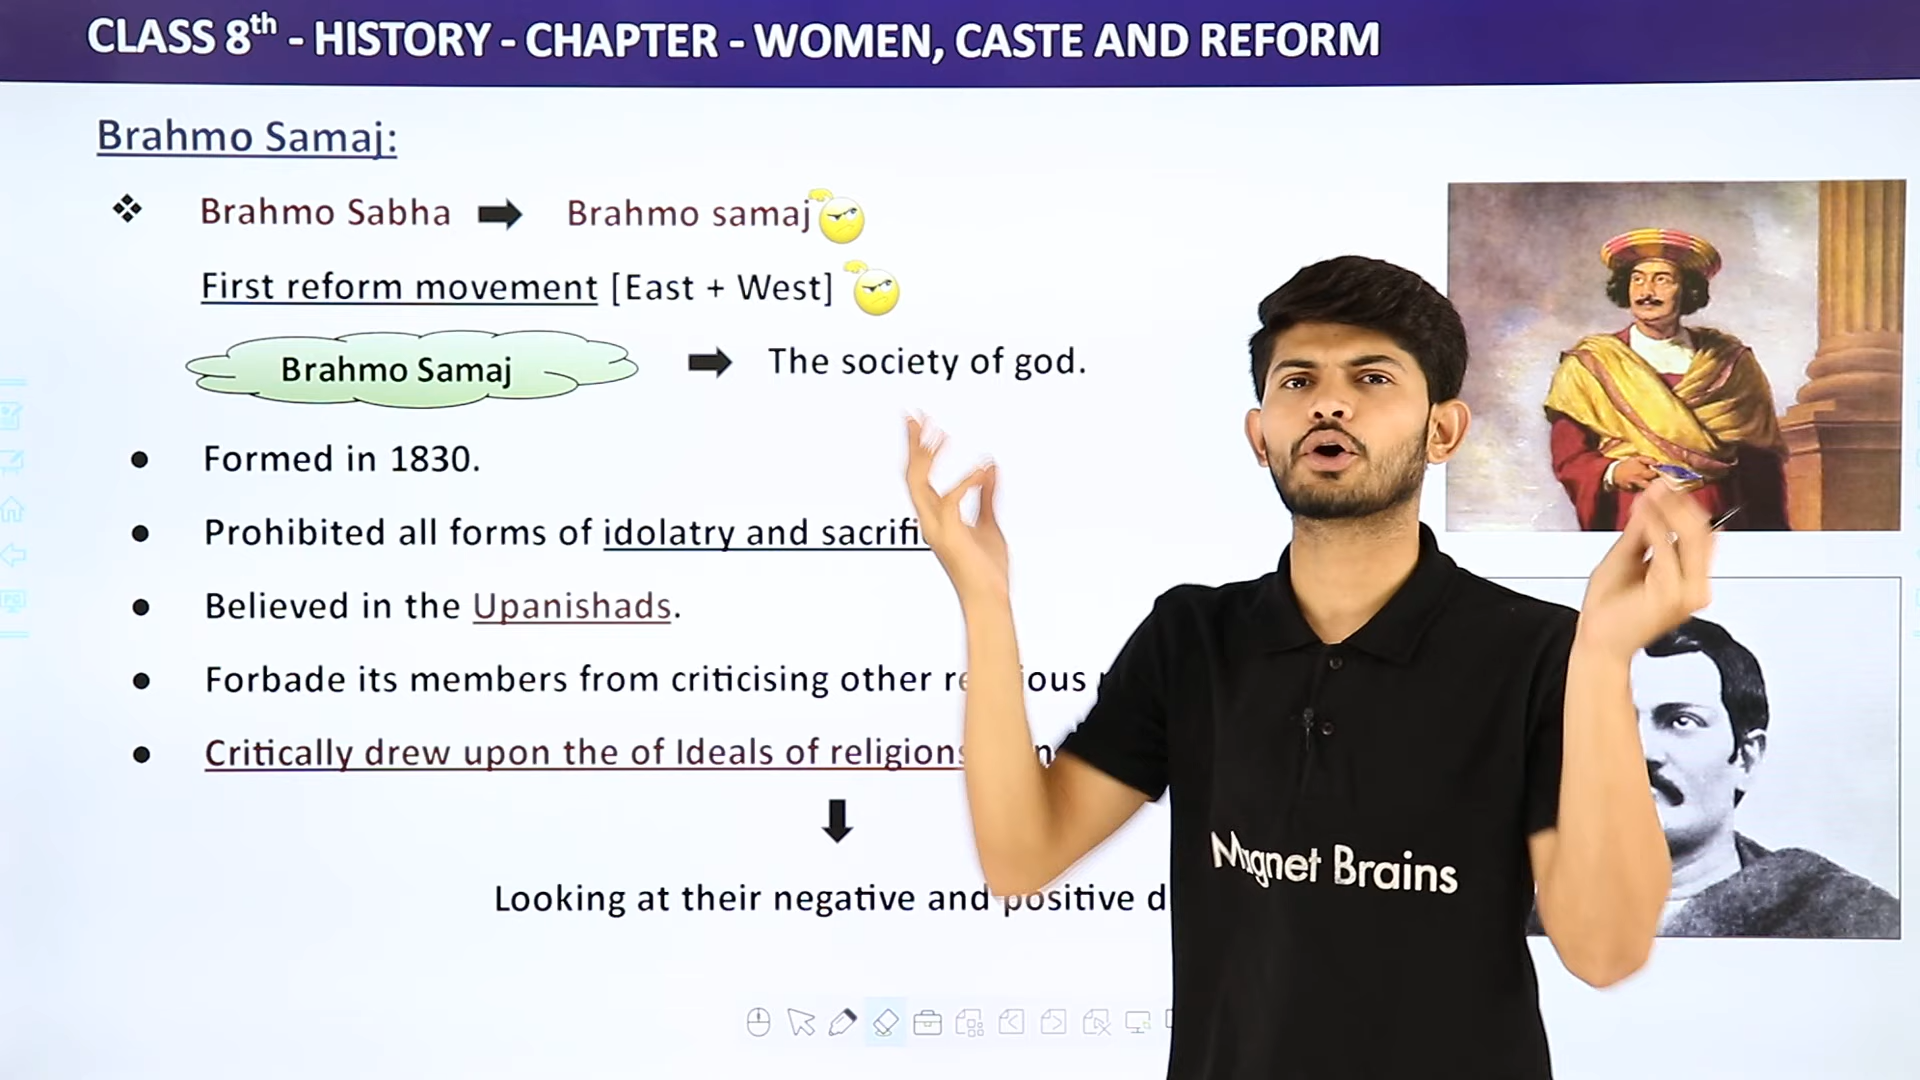 CLASS 8th - HISTORY - CHAPTER - WOMEN, CASTE AND REFORM
Brahmo Samaj:
Brahmo Sabha Brahmo samaj
First reform movement [East + West]
Brahmo Samaj The society of god.
Formed in 1830.
Prohibited all forms of idolatry and
Believed in the Upanishads.
Forbade its members from criticising other
Critically drew upon the of Ideals of religions
Looking at their negative and positive
Magnet Brains